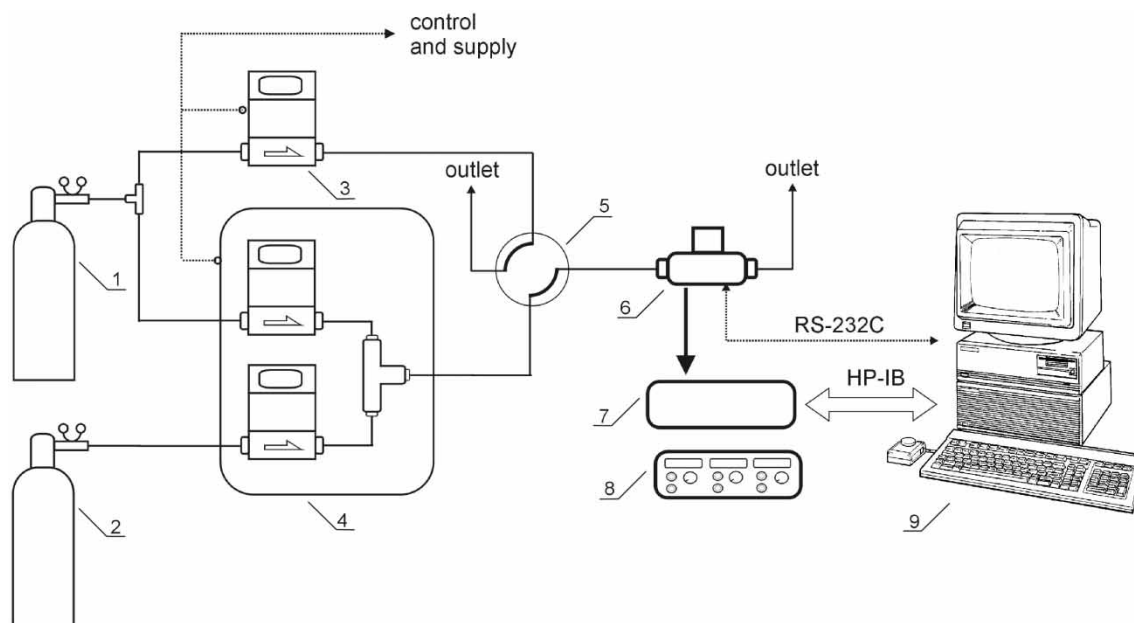 control
and supply
outlet
outlet
3
5
1
6
RS-232C
HP-IB
7
8
2
4
9